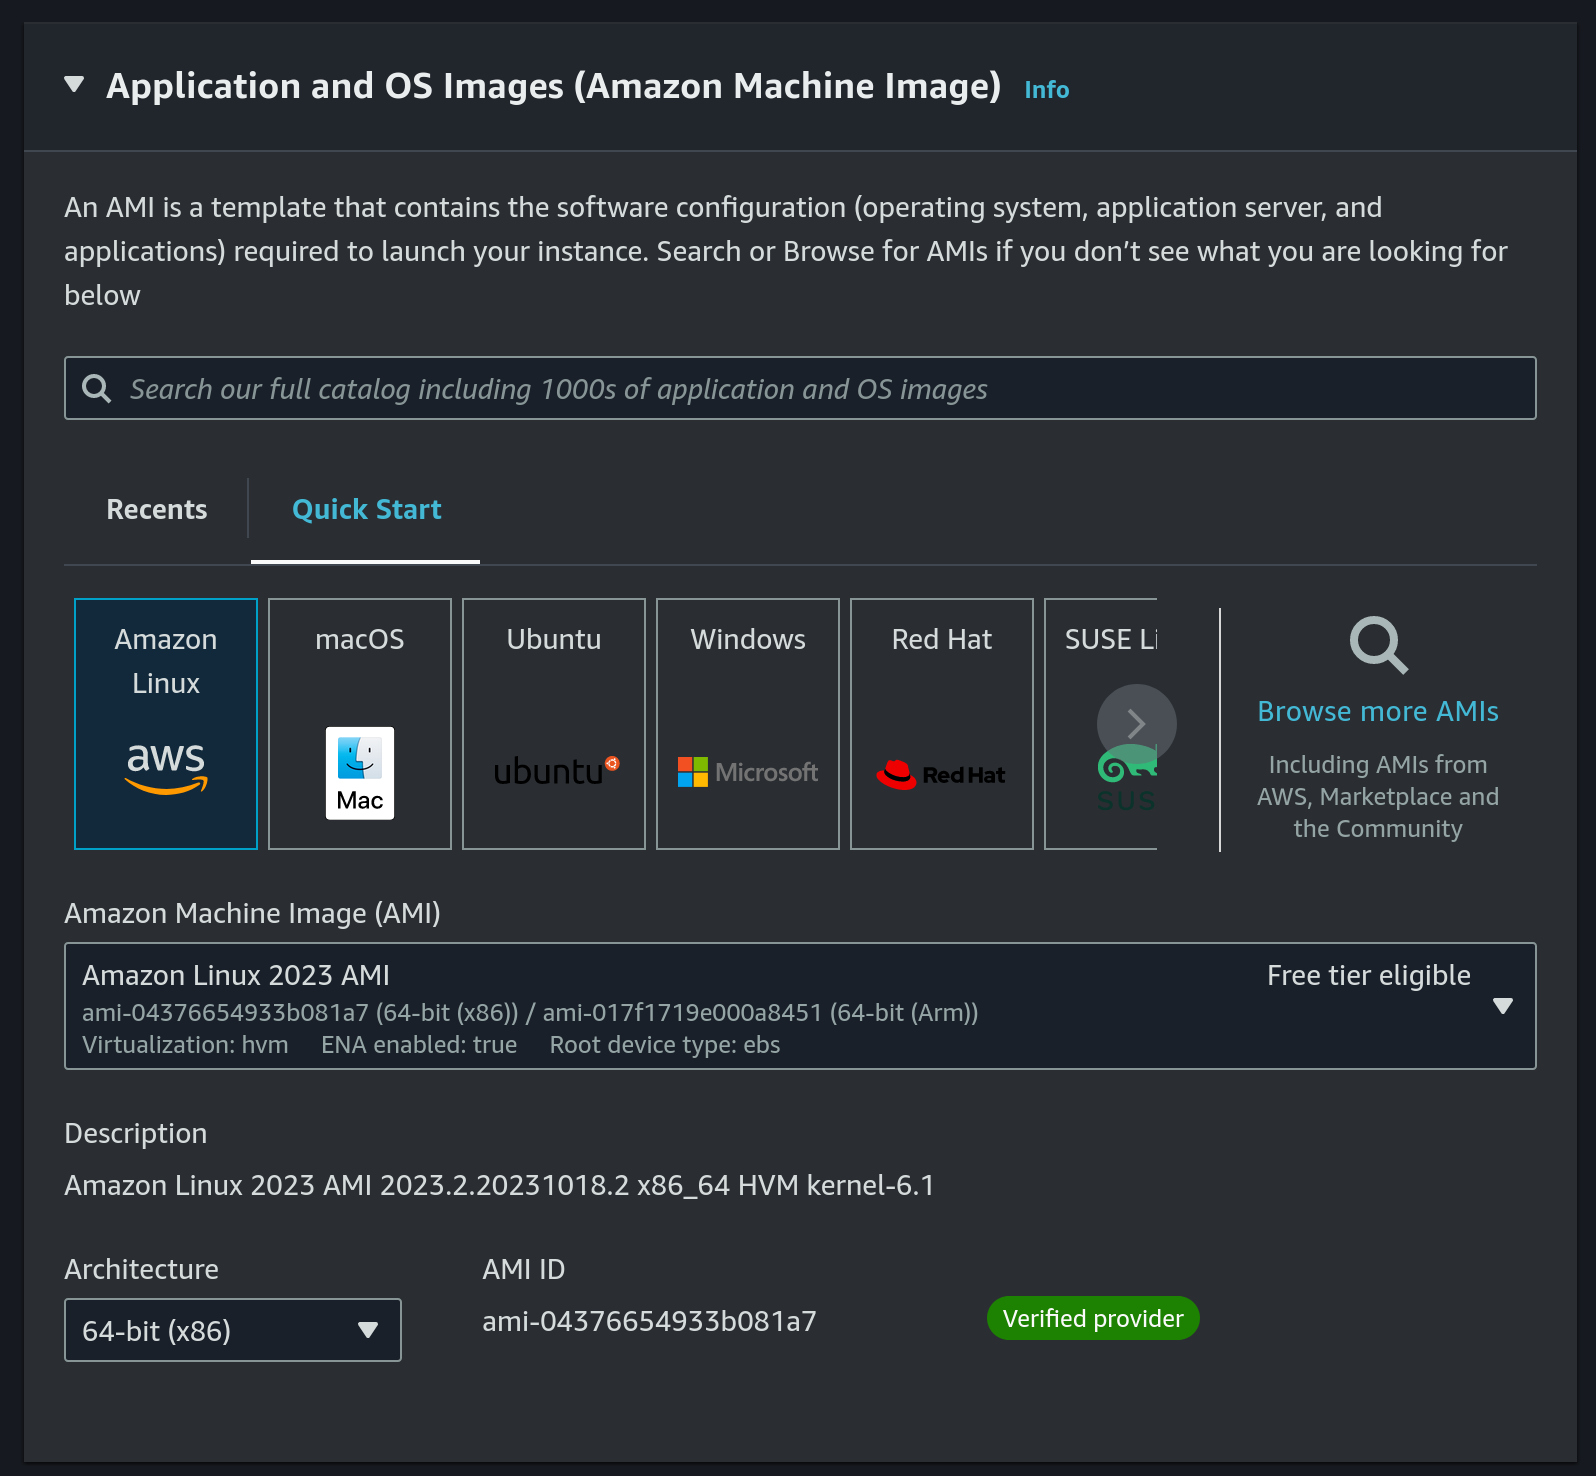 Application and OS Images (Amazon Machine Image) Info
An AMI is a template that contains the software configuration (operating system, application server, and
applications) required to launch your instance. Search or Browse for AMIs if you don’t see what you are looking for
below
Search our full catalog including 1000s of application and OS images
Recents
Quick Start
Amazon
Linux
aws
macOS
Mac
Ubuntu
ubuntu
Windows
Microsoft
Red Hat
Red Hat
SUSE Li
SUS
Browse more AMIs
Including AMIs from
AWS, Marketplace and
the Community
Amazon Machine Image (AMI)
Amazon Linux 2023 AMI
Free tier eligible
ami-04376654933b081a7 (64-bit (x86)) / ami-017f1719e000a8451 (64-bit (Arm))
Virtualization: hvm ENA enabled: true Root device type: ebs
Description
Amazon Linux 2023 AMI 2023.2.20231018.2 x86_64 HVM kernel-6.1
Architecture
64-bit (x86)
AMI ID
ami-04376654933b081a7
Verified provider